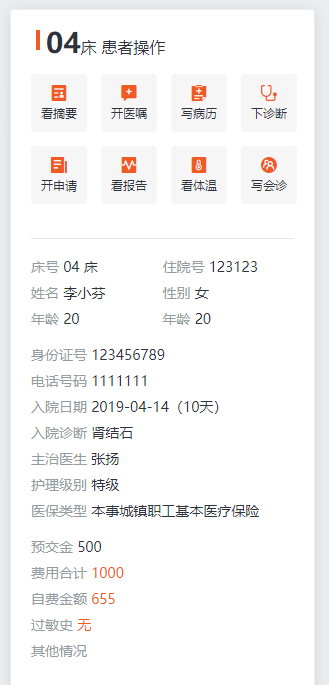 04床 患者操作
看摘要 开医嘱 写病历 下诊断
开申请 看报告 看体温 写会诊
床号 04 床 住院号 123123
姓名 李小芬 性别 女
年龄 20 年龄 20
身份证号 123456789
电话号码 1111111
入院日期 2019-04-14（10天）
入院诊断 肾结石
主治医生 张扬
护理级别 特级
医保类型 本事城镇职工基本医疗保险
预交金 500
费用合计 1000
自费金额 655
过敏史 无
其他情况